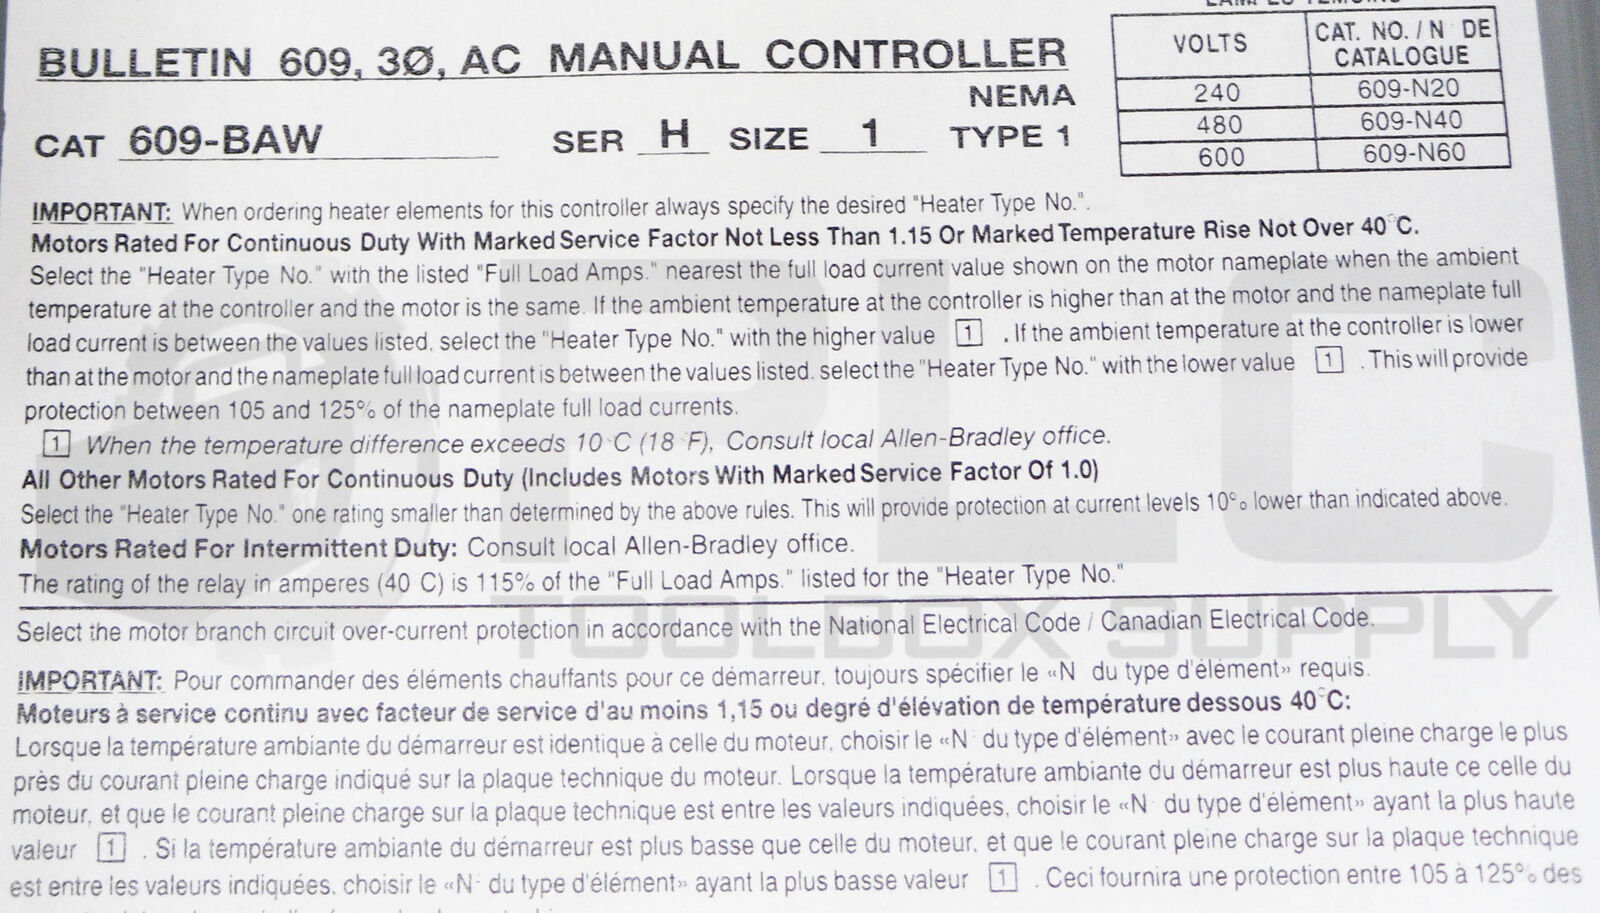 BULLETIN 609, 3Ø, AC MANUAL CONTROLLER
NEMA
CAT 609-BAW SER H SIZE 1 TYPE 1
VOLTS CAT. NO. / N DE CATALOGUE
240 609-N20
480 609-N40
600 609-N60
IMPORTANT: When ordering heater elements for this controller always specify the desired "Heater Type No.".
Motors Rated For Continuous Duty With Marked Service Factor Not Less Than 1.15 Or Marked Temperature Rise Not Over 40°C.
Select the "Heater Type No." with the listed "Full Load Amps." nearest the full load current value shown on the motor nameplate when the ambient
temperature at the controller and the motor is the same. If the ambient temperature at the controller is higher than at the motor and the nameplate full
load current is between the values listed, select the "Heater Type No." with the higher value 1 . If the ambient temperature at the controller is lower
than at the motor and the nameplate full load current is between the values listed. select the "Heater Type No." with the lower value 1 . This will provide
protection between 105 and 125% of the nameplate full load currents.
1 When the temperature difference exceeds 10°C (18°F), Consult local Allen-Bradley office.
All Other Motors Rated For Continuous Duty (Includes Motors With Marked Service Factor Of 1.0)
Select the "Heater Type No." one rating smaller than determined by the above rules. This will provide protection at current levels 10% lower than indicated above.
Motors Rated For Intermittent Duty: Consult local Allen-Bradley office.
The rating of the relay in amperes (40 C) is 115% of the "Full Load Amps." listed for the "Heater Type No."
PLC
TOOLBOX SUPPLY
Select the motor branch circuit over-current protection in accordance with the National Electrical Code / Canadian Electrical Code.
IMPORTANT: Pour commander des éléments chauffants pour ce démarreur, toujours spécifier le «N du type d'élément» requis.
Moteurs à service continu avec facteur de service d'au moins 1,15 ou degré d'élévation de température dessous 40°C:
Lorsque la température ambiante du démarreur est identique à celle du moteur, choisir le «N° du type d'élément» avec le courant pleine charge le plus
près du courant pleine charge indiqué sur la plaque technique du moteur. Lorsque la température ambiante du démarreur est plus haute ce celle du
moteur, et que le courant pleine charge sur la plaque technique est entre les valeurs indiquées, choisir le «N° du type d'élément» ayant la plus haute
valeur 1 . Si la température ambiante du démarreur est plus basse que celle du moteur, et que le courant pleine charge sur la plaque technique
est entre les valeurs indiquées, choisir le «N° du type d'élément» ayant la plus basse valeur 1 . Ceci fournira une protection entre 105 à 125% des